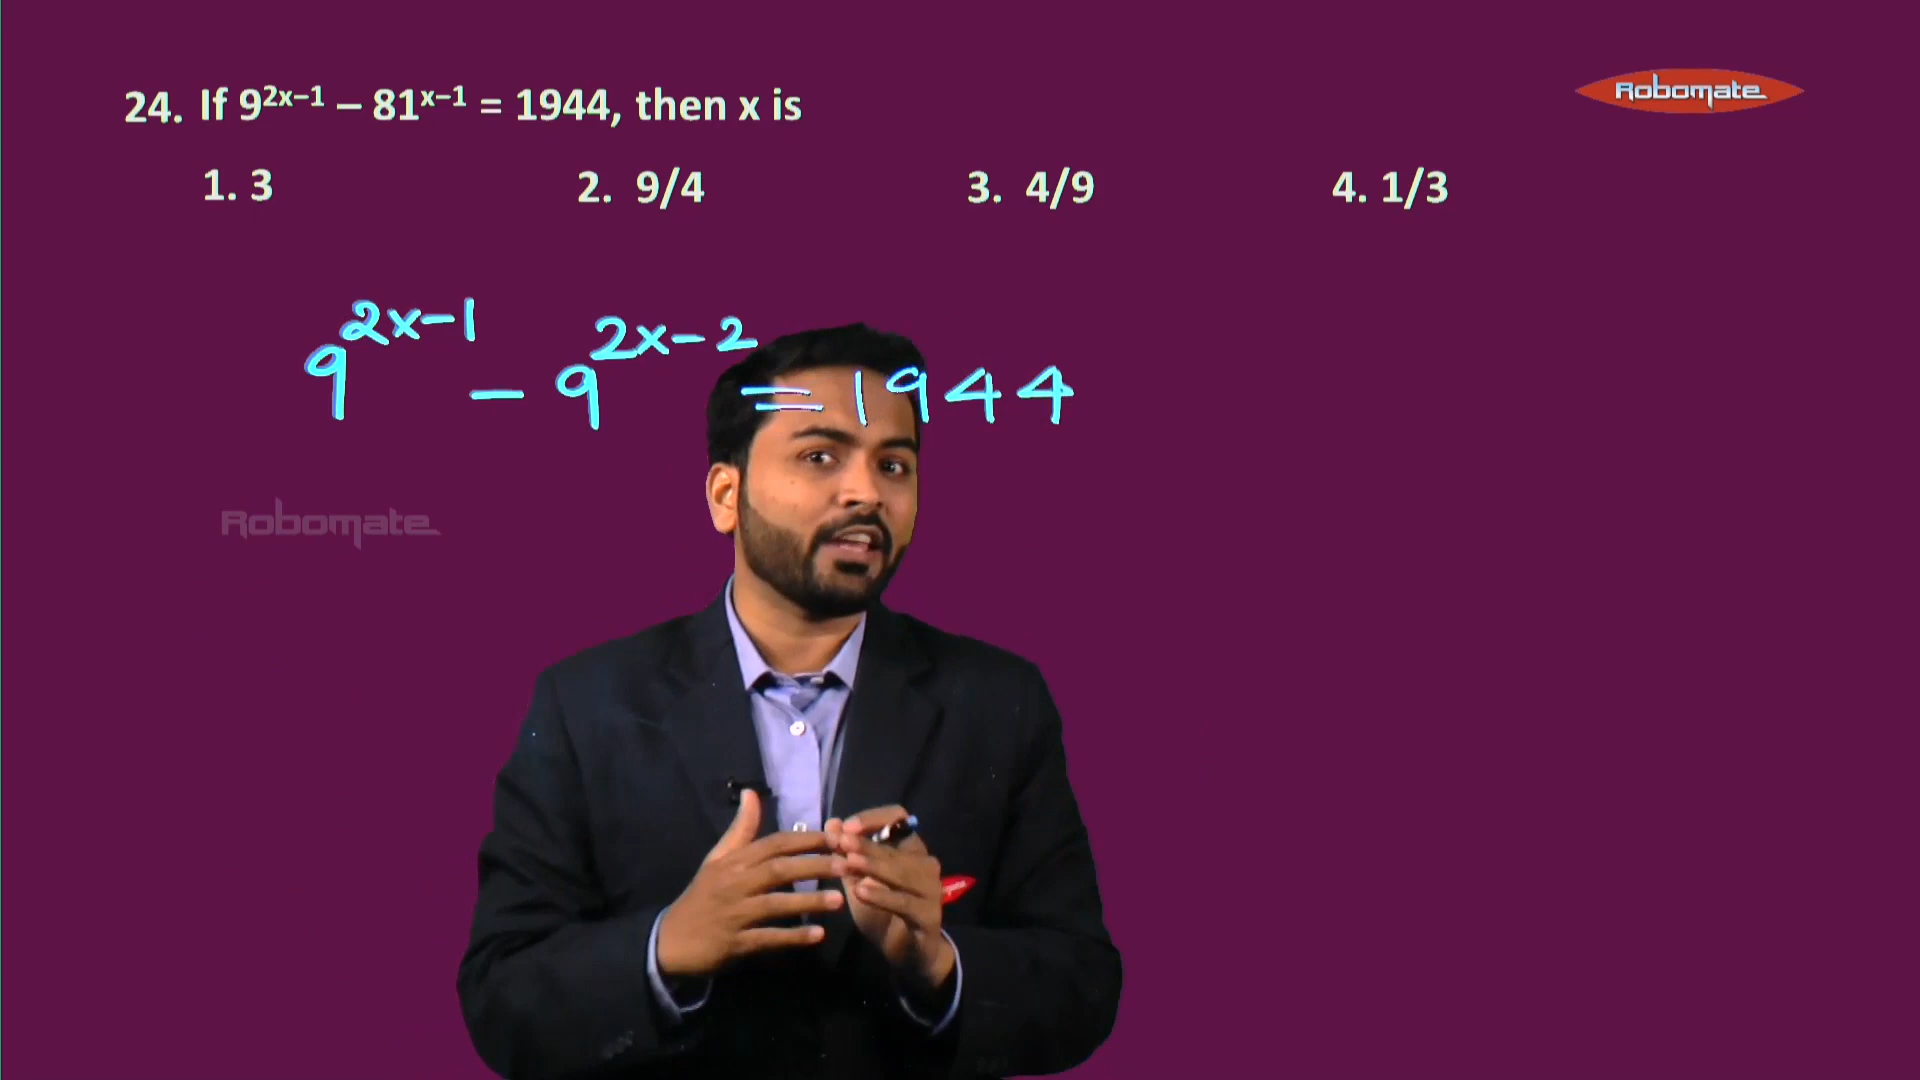 24. If 9^{2x–1} – 81^{x–1} = 1944, then x is
Robomate
1. 3 2. 9/4 3. 4/9 4. 1/3
9^{2x-1} - 9^{2x-2} = 1944
Robomate